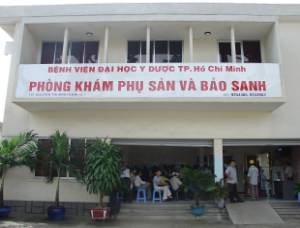 BỆNH VIỆN ĐẠI HỌC Y DƯỢC TP. Hồ Chí Minh
PHÒNG KHÁM PHỤ SẢN VÀ BẢO SANH